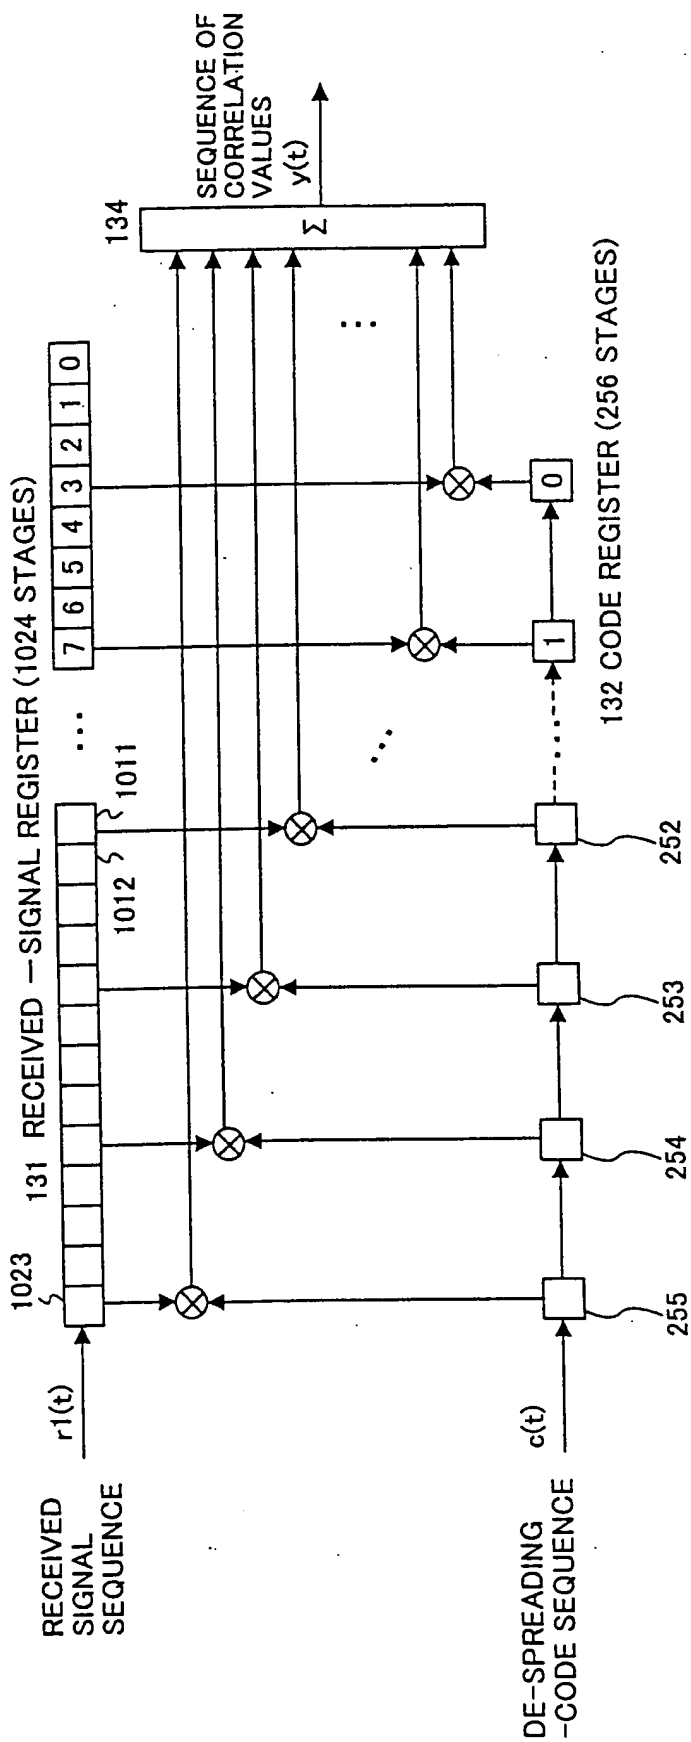 131 RECEIVED —SIGNAL REGISTER (1024 STAGES)
1023
1012
1011
7 6 5 4 3 2 1 0
134
RECEIVED
SIGNAL
SEQUENCE
r1(t)
Σ
SEQUENCE OF
CORRELATION
VALUES
y(t)
DE-SPREADING
-CODE SEQUENCE
c(t)
1
0
255
254
253
252
132 CODE REGISTER (256 STAGES)